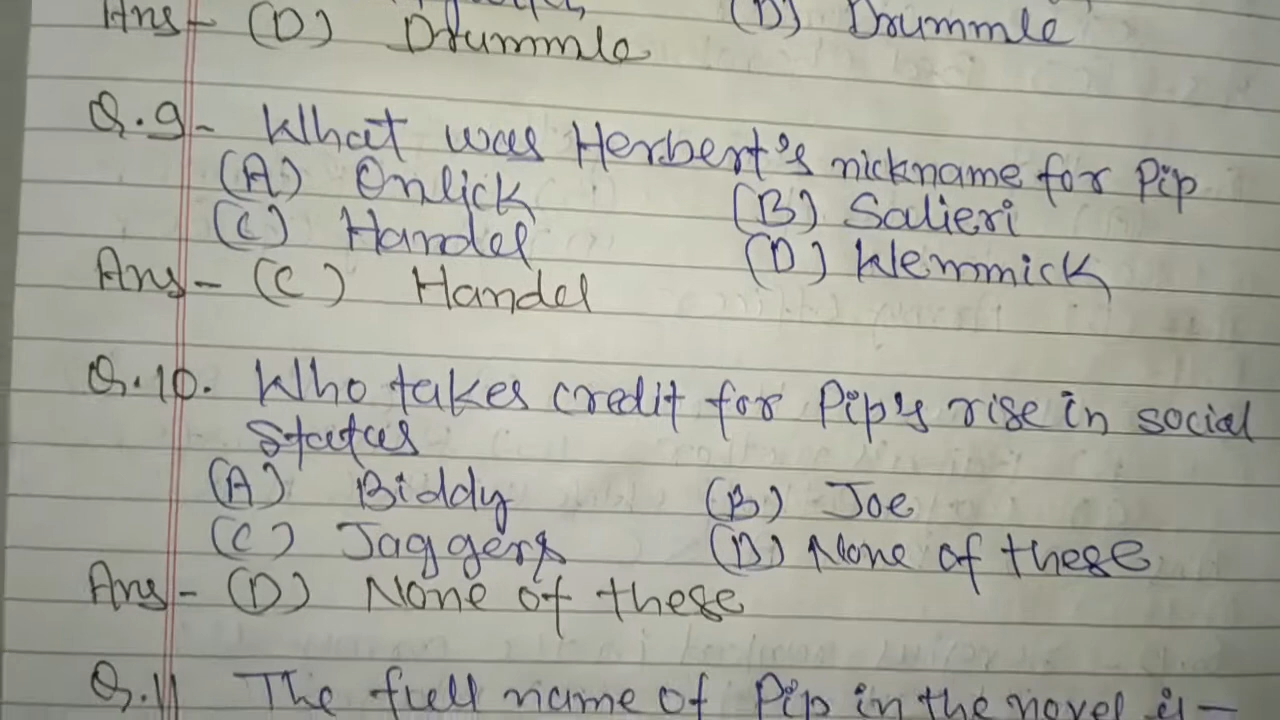 Ans - (D) Drummle (D) Drummle
Q.9- What was Herbert's nickname for Pip
(A) Onlick (B) Salieri
(C) Handel (D) Wemmick
Ans - (C) Handel
Q.10. Who takes credit for Pip's rise in social
status
(A) Biddy (B) Joe
(C) Jaggers (D) None of these
Ans - (D) None of these
Q.11 The full name of Pip in the novel is -